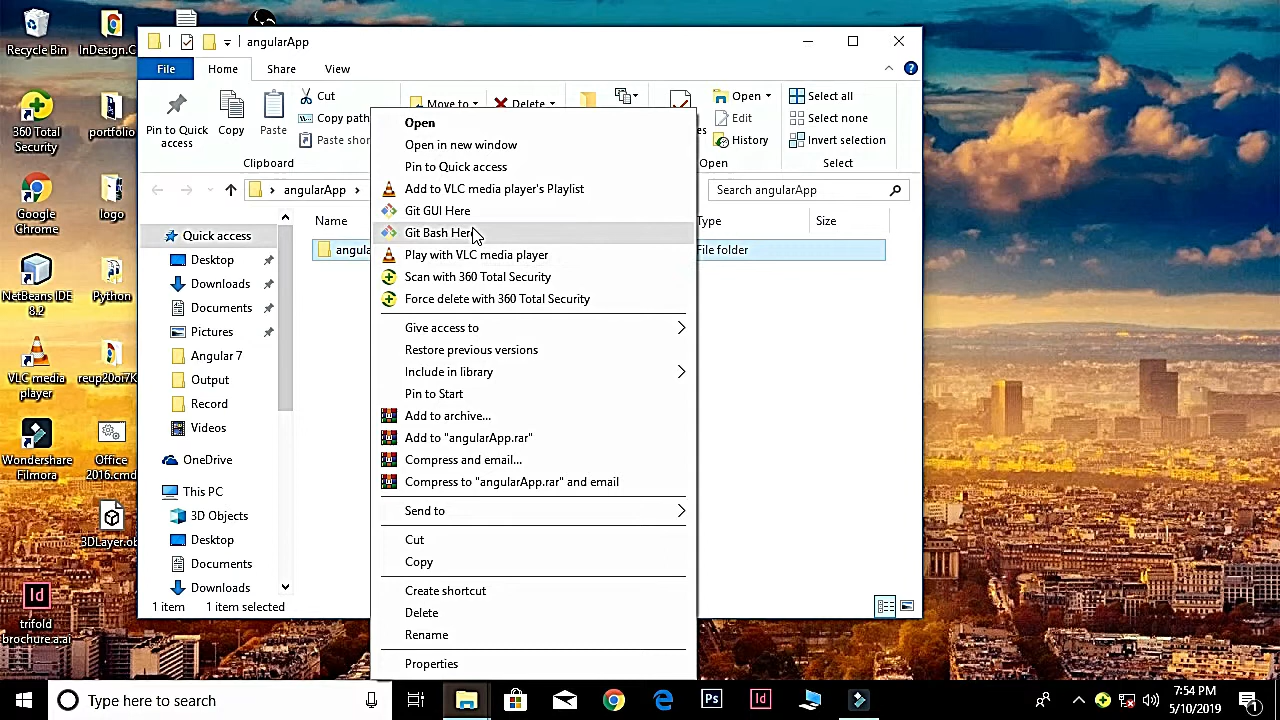 Recycle Bin
InDesign.C
360 Total
Security
portfolio
Google
Chrome
logo
NetBeans IDE
8.2
Python
VLC media
player
Wondershare
Filmora
Office
2016.cmd
3DLayer.ob
trifold
brochure.a.ai
angularApp
File
Home
Share
View
Pin to Quick
access
Copy
Paste
Cut
Copy path
Clipboard
Move to
Delete
Open
Edit
History
Open
Select all
Select none
Invert selection
Select
angularApp
Search angularApp
Name
Type
Size
File folder
Quick access
Desktop
Downloads
Documents
Pictures
Angular 7
Output
Record
Videos
OneDrive
This PC
3D Objects
Desktop
Documents
Downloads
1 item
1 item selected
Open
Open in new window
Pin to Quick access
Add to VLC media player's Playlist
Git GUI Here
Git Bash Here
Play with VLC media player
Scan with 360 Total Security
Force delete with 360 Total Security
Give access to
Restore previous versions
Include in library
Pin to Start
Add to archive...
Add to "angularApp.rar"
Compress and email...
Compress to "angularApp.rar" and email
Send to
Cut
Copy
Create shortcut
Delete
Rename
Properties
Type here to search
Ps
Id
7:54 PM
5/10/2019